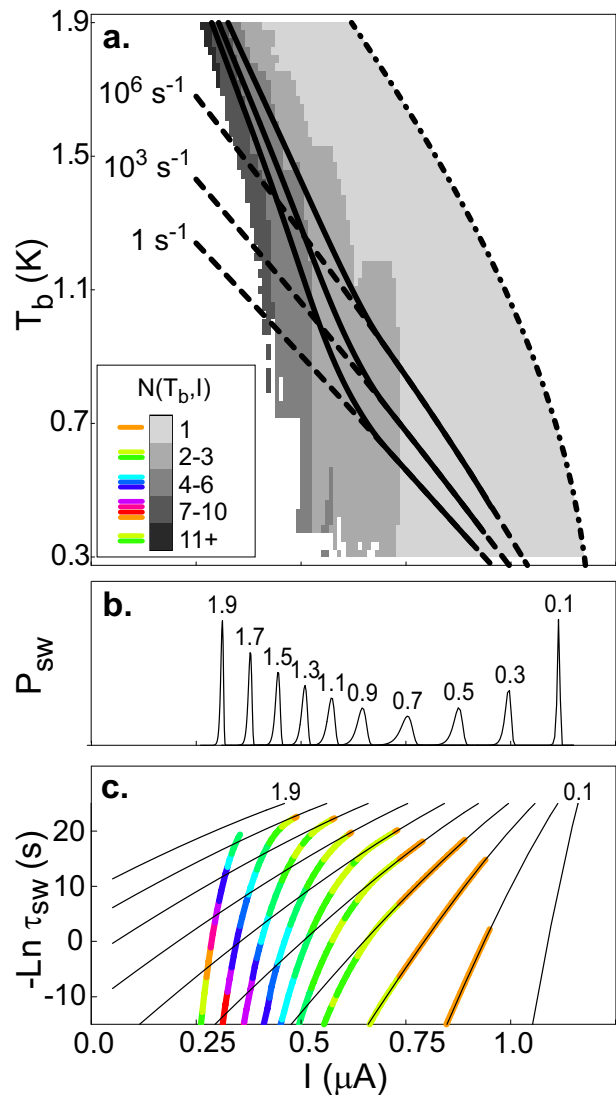 1.9
a.
10⁶ s⁻¹
1.5
10³ s⁻¹
1 s⁻¹
1.1
T_b (K)
N(T_b,I)
1
2-3
4-6
7-10
11+
0.7
0.3
b.
1.9
0.1
1.7
1.5
1.3
1.1
0.9
0.7
0.5
0.3
P_sw
c.
1.9
0.1
20
10
0
-10
-Ln τ_sw (s)
0.0
0.25
0.5
0.75
1.0
I (μA)